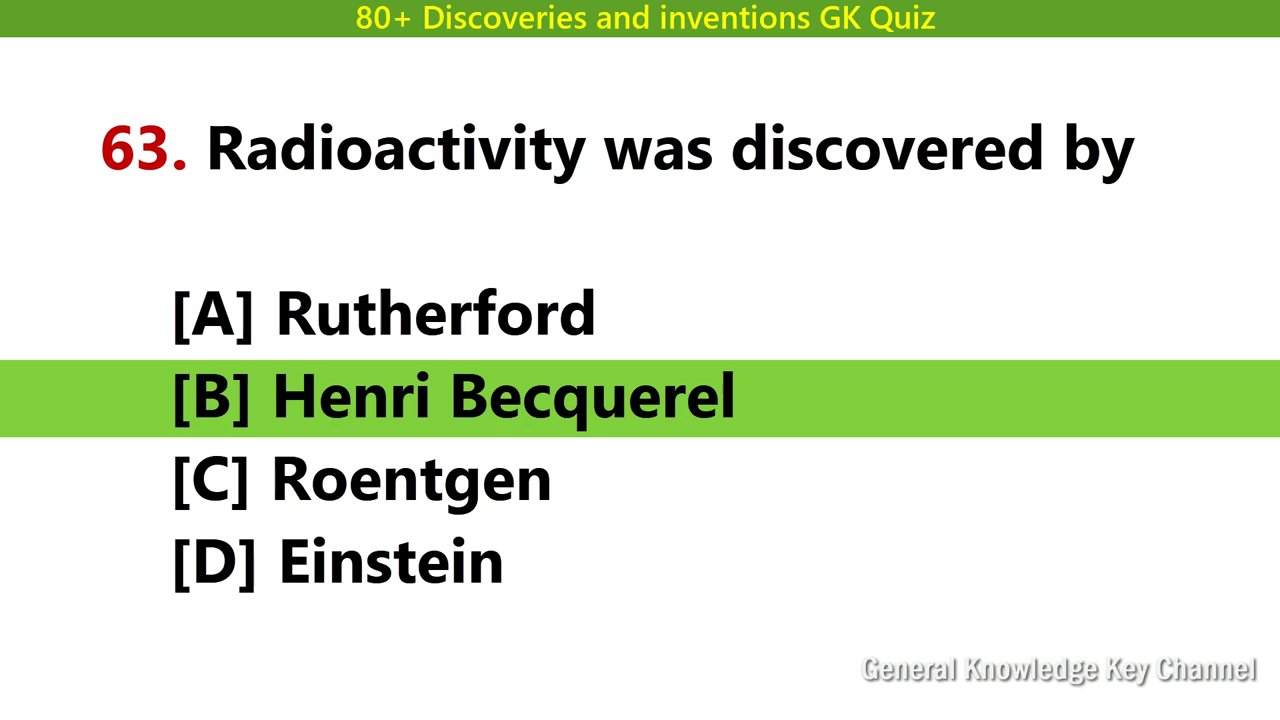 80+ Discoveries and inventions GK Quiz
63. Radioactivity was discovered by
[A] Rutherford
[B] Henri Becquerel
[C] Roentgen
[D] Einstein
General Knowledge Key Channel